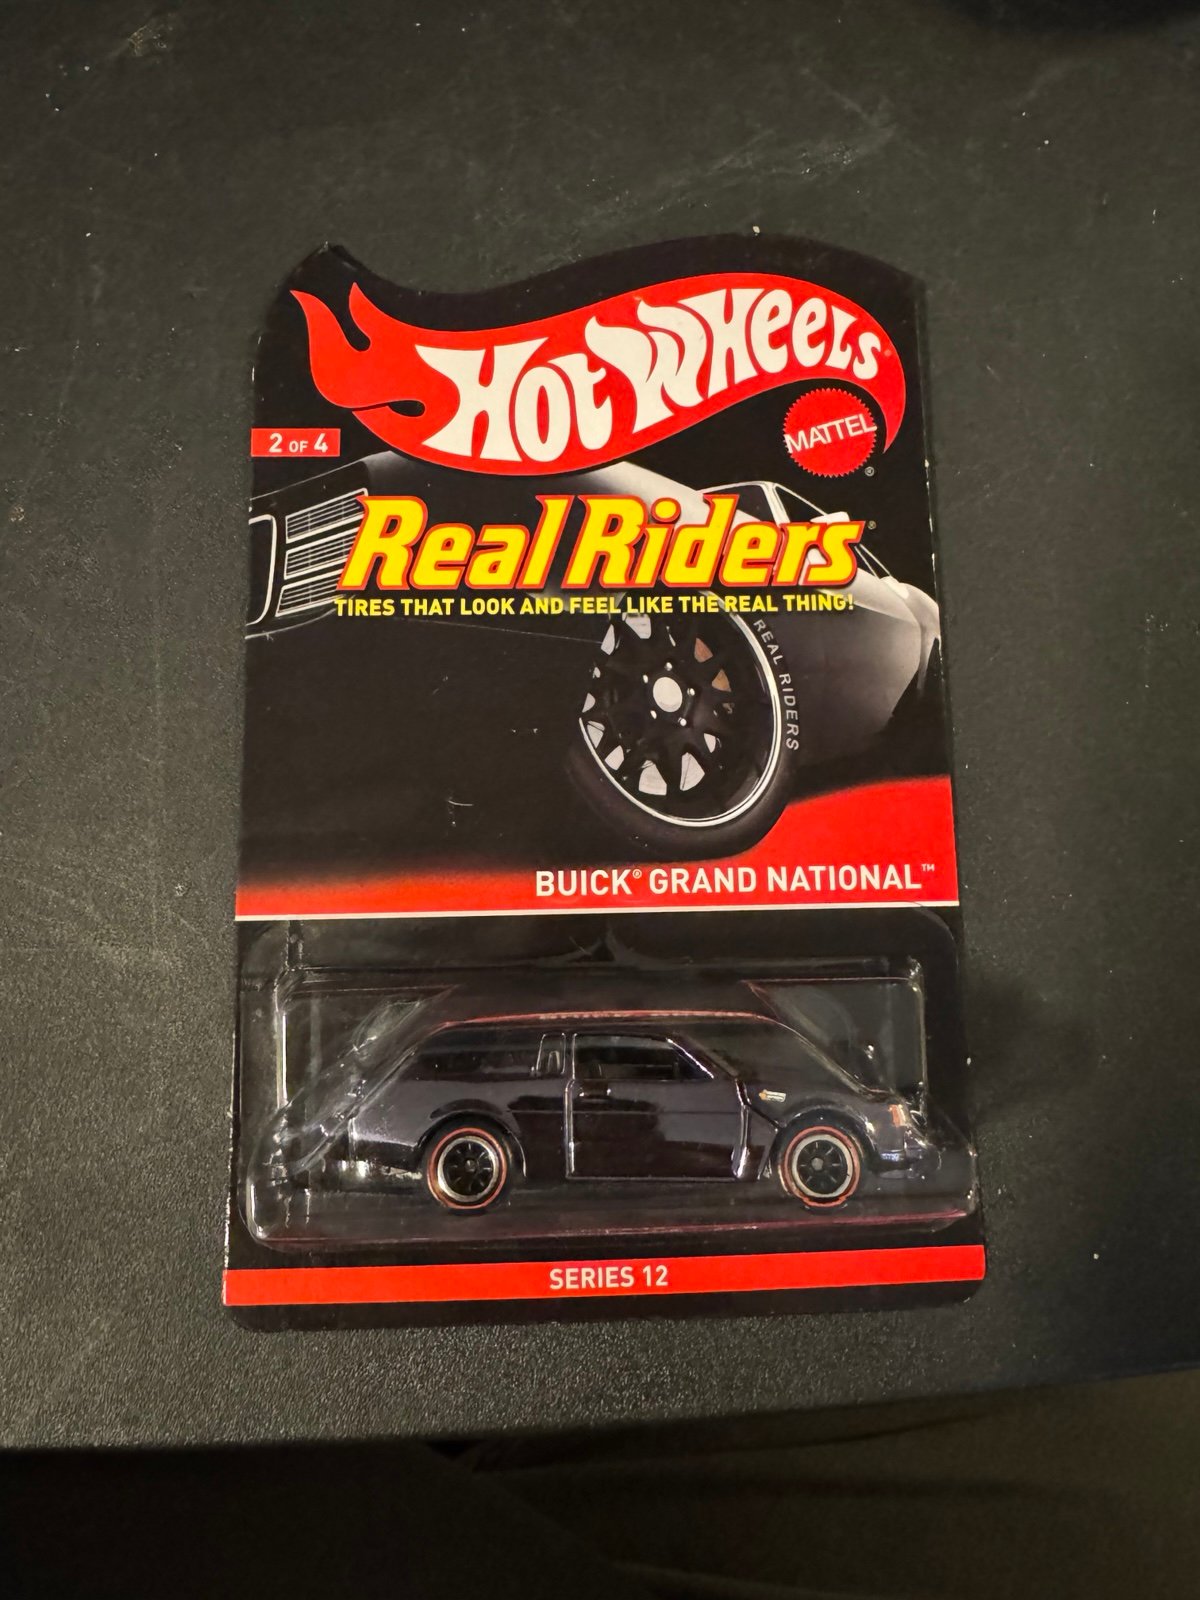 Hot Wheels
MATTEL
®
2 OF 4
Real Riders®
TIRES THAT LOOK AND FEEL LIKE THE REAL THING!
REAL RIDERS
BUICK® GRAND NATIONAL™
SERIES 12